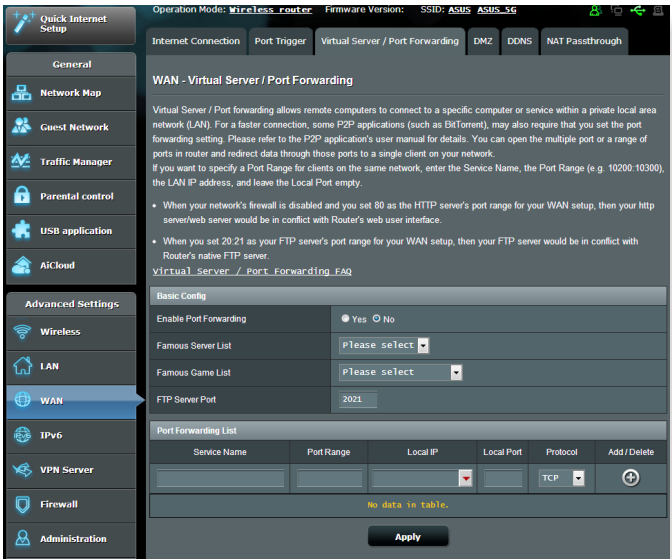 Quick Internet
Setup
General
Network Map
Guest Network
Traffic Manager
Parental control
USB application
AiCloud
Advanced Settings
Wireless
LAN
WAN
IPv6
IPv6
VPN Server
Firewall
Administration
Operation Mode: Wireless router Firmware Version: SSID: ASUS ASUS_5G
Internet Connection Port Trigger Virtual Server / Port Forwarding DMZ DDNS NAT Passthrough
WAN - Virtual Server / Port Forwarding
Virtual Server / Port forwarding allows remote computers to connect to a specific computer or service within a private local area
network (LAN). For a faster connection, some P2P applications (such as BitTorrent), may also require that you set the port
forwarding setting. Please refer to the P2P application's user manual for details. You can open the multiple port or a range of
ports in router and redirect data through those ports to a single client on your network.
If you want to specify a Port Range for clients on the same network, enter the Service Name, the Port Range (e.g. 10200:10300),
the LAN IP address, and leave the Local Port empty.
• When your network's firewall is disabled and you set 80 as the HTTP server's port range for your WAN setup, then your http
server/web server would be in conflict with Router's web user interface.
• When you set 20:21 as your FTP server's port range for your WAN setup, then your FTP server would be in conflict with
Router's native FTP server.
Virtual Server / Port Forwarding FAQ
Basic Config
Enable Port Forwarding Yes No
Famous Server List Please select
Famous Game List Please select
FTP Server Port 2021
Port Forwarding List
Service Name Port Range Local IP Local Port Protocol Add / Delete
TCP
No data in table.
Apply